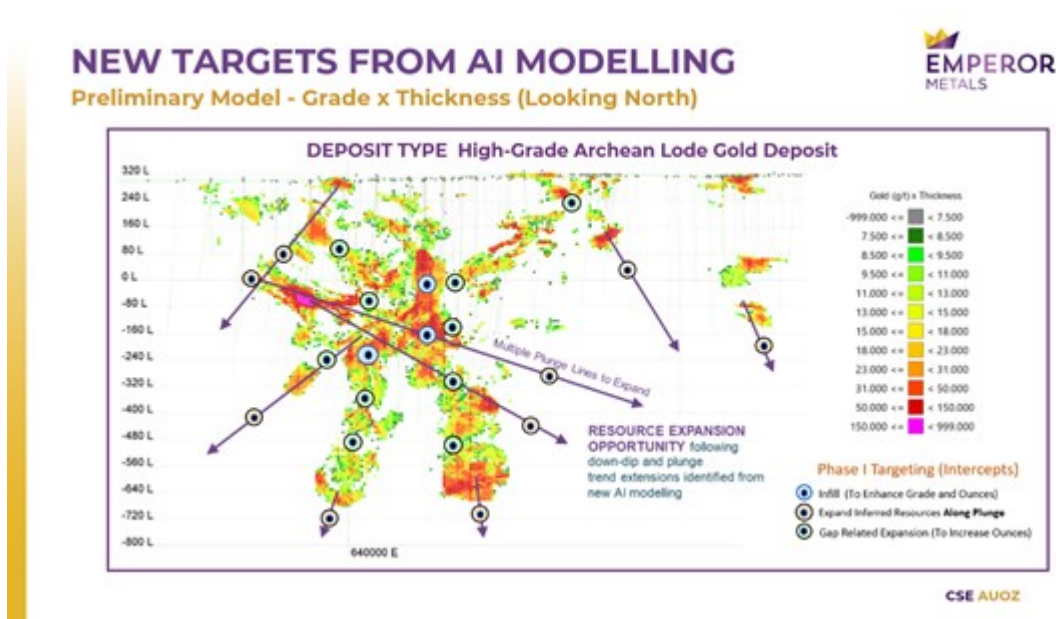 NEW TARGETS FROM AI MODELLING
Preliminary Model - Grade x Thickness (Looking North)
EMPEROR
METALS
DEPOSIT TYPE High-Grade Archean Lode Gold Deposit
320 L
240 L
160 L
80 L
0 L
-80 L
-160 L
-240 L
-320 L
-400 L
-480 L
-560 L
-640 L
-720 L
-800 L
640000 E
Multiple Plunge Lines to Expand
RESOURCE EXPANSION
OPPORTUNITY following
down-dip and plunge
trend extensions identified from
new AI modelling
Gold (g/t) x Thickness
-999.000 <= < 7.500
7.500 <= < 8.500
8.500 <= < 9.500
9.500 <= < 11.000
11.000 <= < 13.000
13.000 <= < 15.000
15.000 <= < 18.000
18.000 <= < 23.000
23.000 <= < 31.000
31.000 <= < 50.000
50.000 <= < 150.000
150.000 <= < 999.000
Phase I Targeting (Intercepts)
Infill (To Enhance Grade and Ounces)
Expand Inferred Resources Along Plunge
Gap Related Expansion (To Increase Ounces)
CSE AUOZ